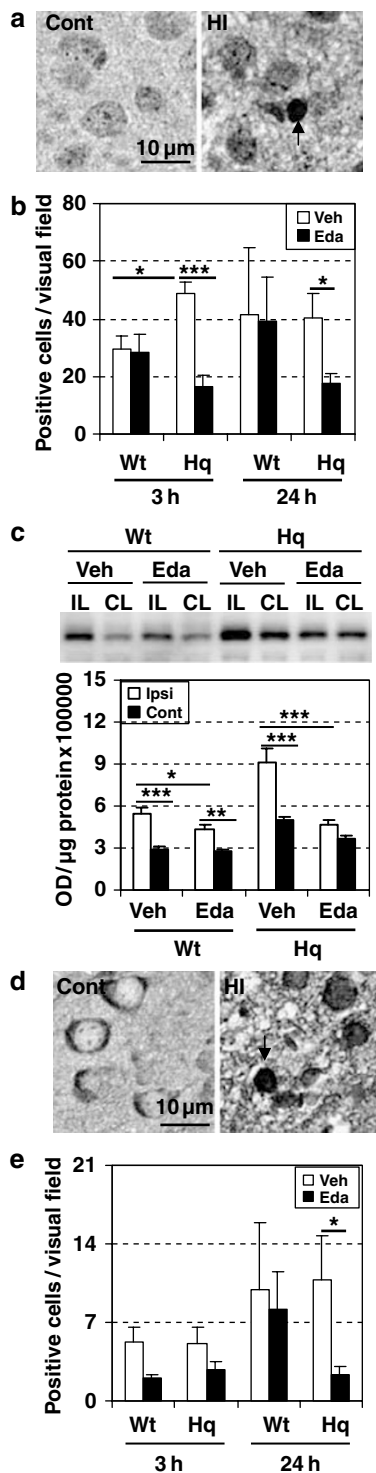 a
Cont HI
10 µm
b
Positive cells / visual field
80
60
40
20
0
Veh
Eda
* *** *
Wt Hq Wt Hq
3 h 24 h
c
Wt Hq
Veh Eda Veh Eda
IL CL IL CL IL CL IL CL
OD/µg protein x100000
15
12
9
6
3
0
Ipsi
Cont
***
* ***
*** **
Veh Eda Veh Eda
Wt Hq
d
Cont HI
10 µm
e
Positive cells / visual field
21
14
7
0
Veh
Eda
*
Wt Hq Wt Hq
3 h 24 h